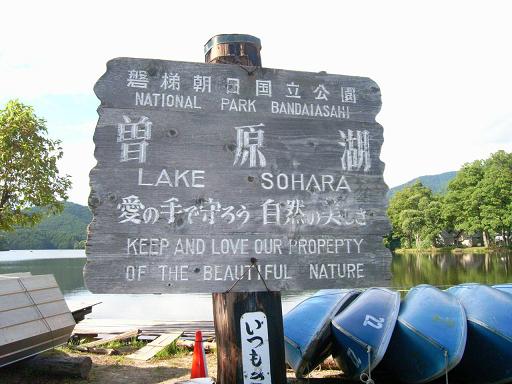 磐梯朝日国立公園
NATIONAL PARK BANDAIASAHI
曽原湖
LAKE SOHARA
愛の手で守ろう 自然の美しさ
KEEP AND LOVE OUR PROPEPTY
OF THE BEAUTIFUL NATURE
いつも
22